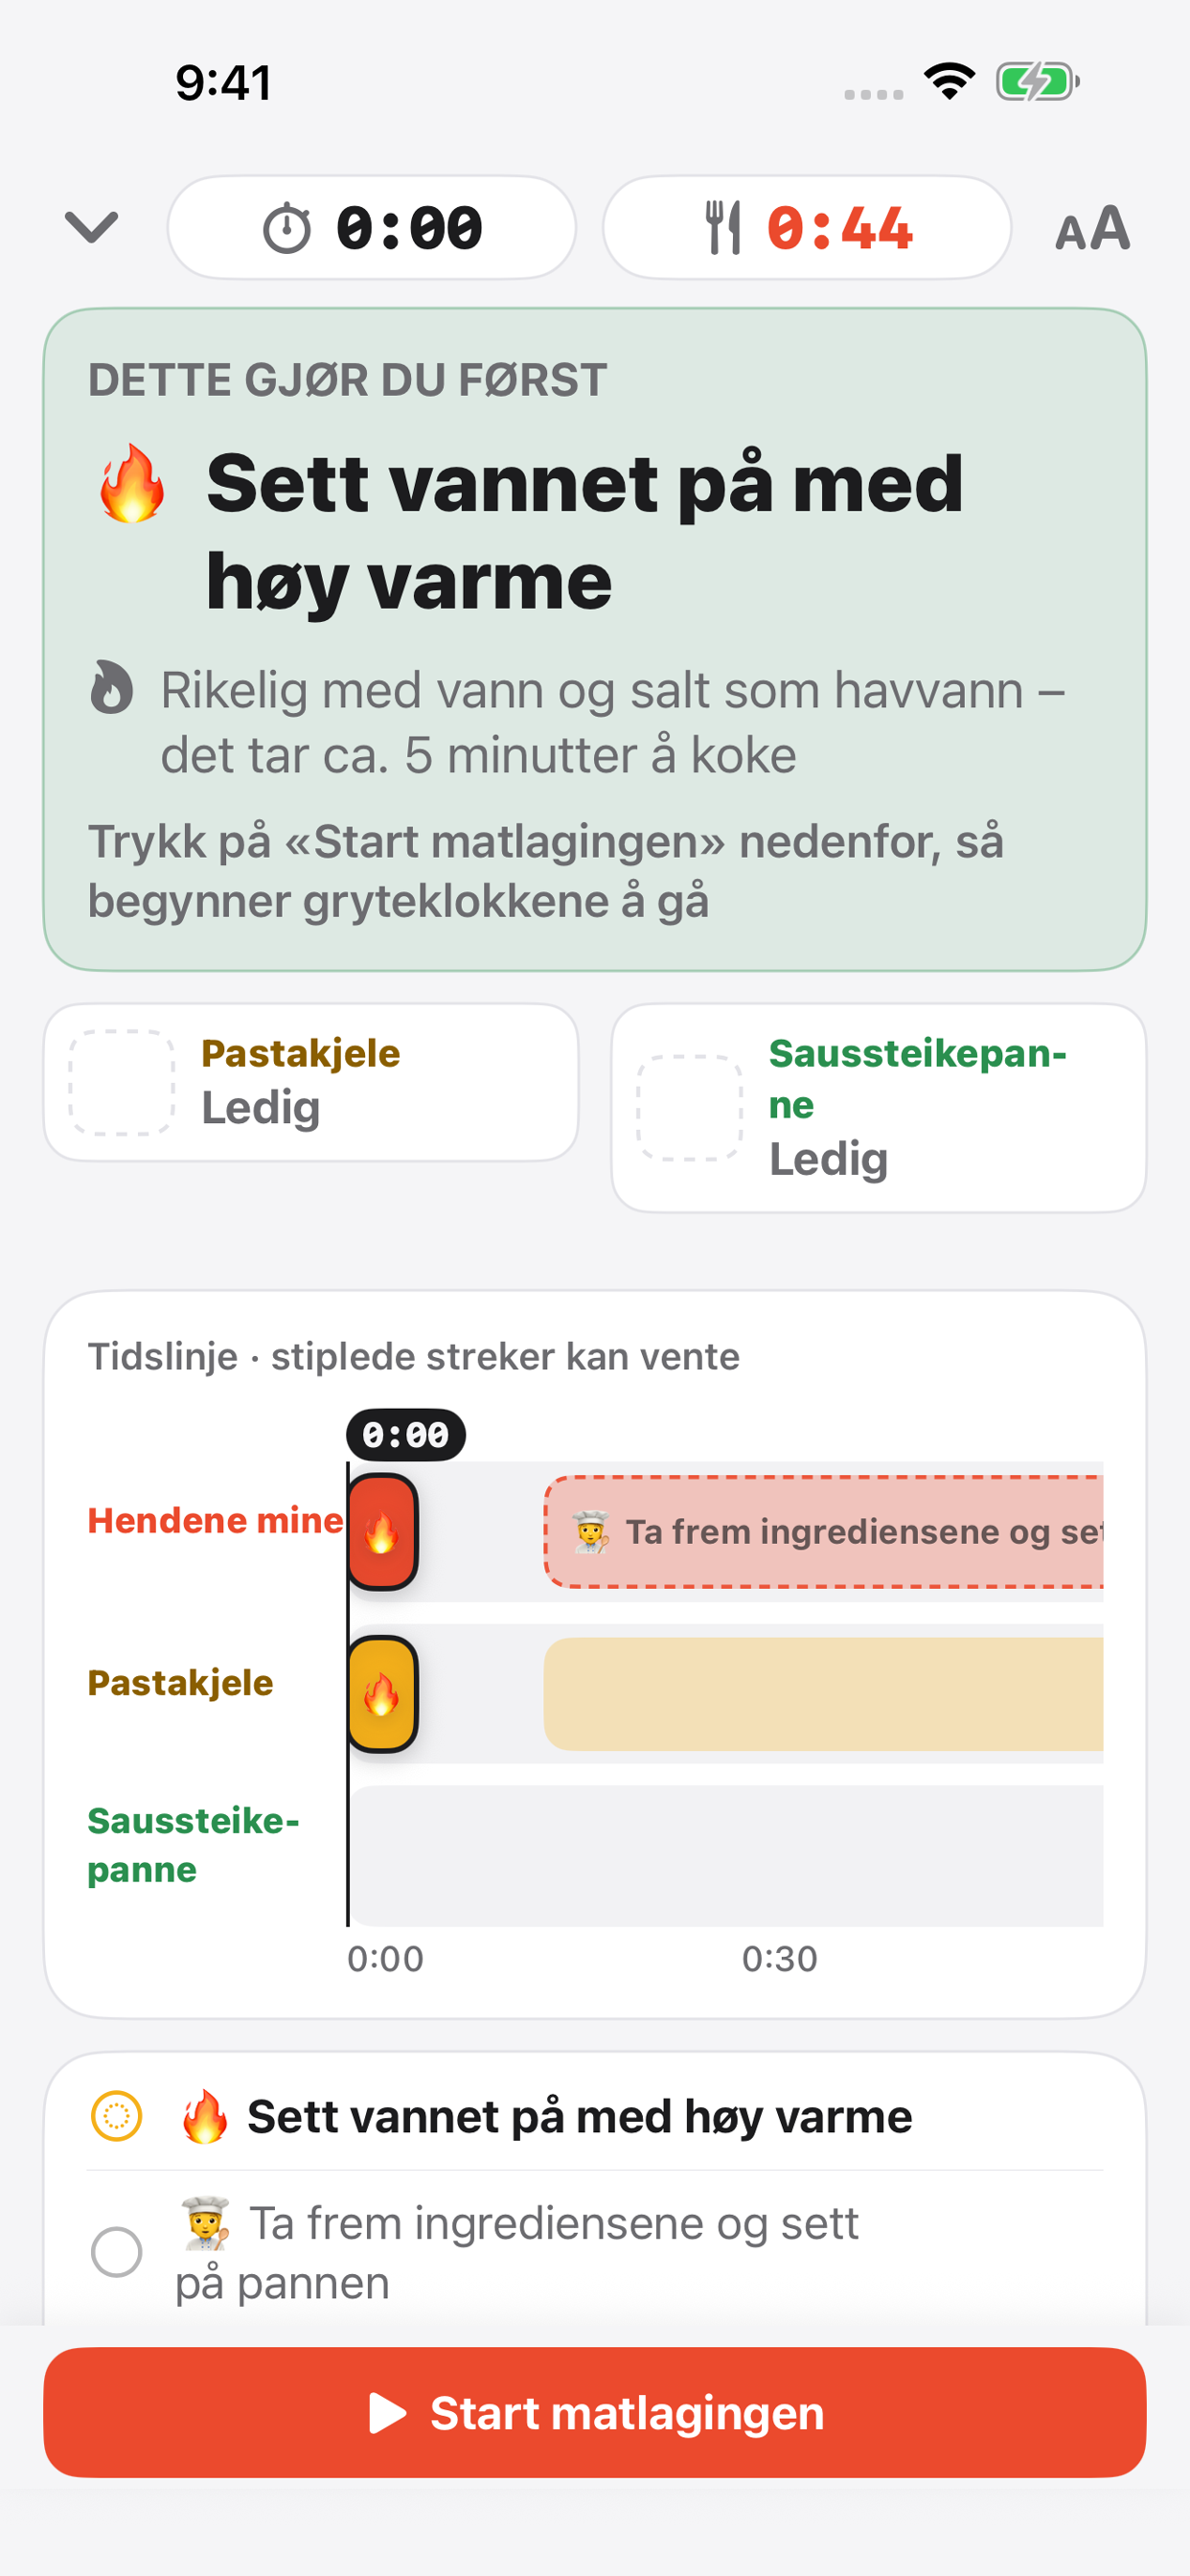 9:41
0:00
0:44
AA
DETTE GJØR DU FØRST
Sett vannet på med
høy varme
Rikelig med vann og salt som havvann –
det tar ca. 5 minutter å koke
Trykk på «Start matlagingen» nedenfor, så
begynner gryteklokkene å gå
Pastakjele
Ledig
Saussteikepan-
ne
Ledig
Tidslinje · stiplede streker kan vente
0:00
Hendene mine
Ta frem ingrediensene og set
Pastakjele
Saussteike-
panne
0:00
0:30
Sett vannet på med høy varme
Ta frem ingrediensene og sett
på pannen
Start matlagingen